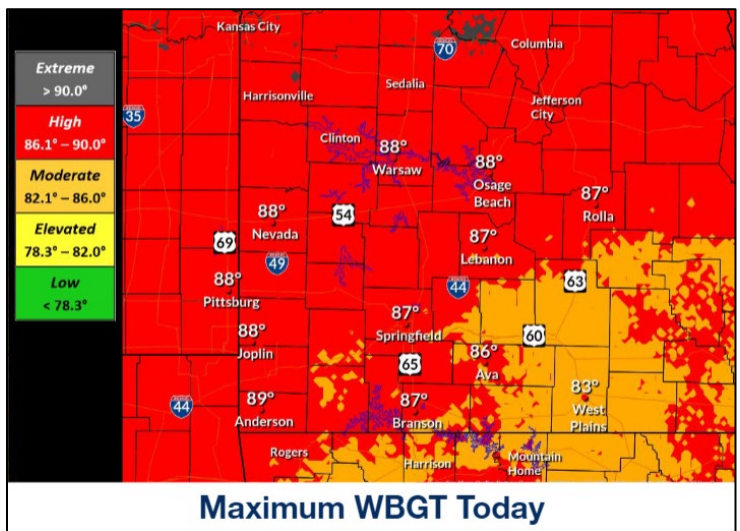 Extreme
> 90.0°
High
86.1° – 90.0°
Moderate
82.1° – 86.0°
Elevated
78.3° – 82.0°
Low
< 78.3°
Kansas City
70
Columbia
Harrisonville
Sedalia
Jefferson
City
35
Clinton
88°
Warsaw
88°
Osage
Beach
87°
Rolla
88°
Nevada
54
69
49
87°
Lebanon
88°
Pittsburg
44
63
87°
Springfield
88°
Joplin
60
65
86°
Ava
89°
Anderson
44
87°
Branson
83°
West
Plains
Rogers
Harrison
Mountain
Home
Maximum WBGT Today